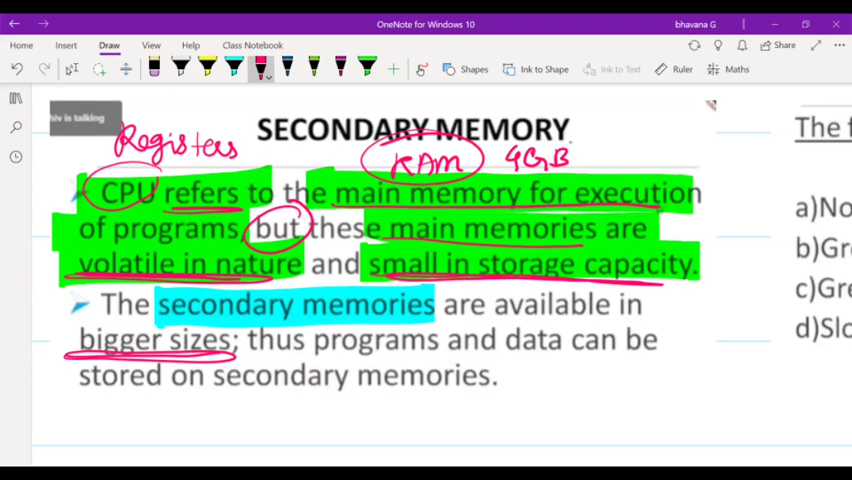 OneNote for Windows 10
bhavana G
Home Insert Draw View Help Class Notebook
Share
Shapes Ink to Shape Ink to Text Ruler Maths
hiv is talking
Registers
SECONDARY MEMORY
RAM 4GB
CPU refers to the main memory for execution
of programs, but these main memories are
volatile in nature and small in storage capacity.
The secondary memories are available in
bigger sizes; thus programs and data can be
stored on secondary memories.
The f
a)No
b)Gre
c)Gre
d)Slo